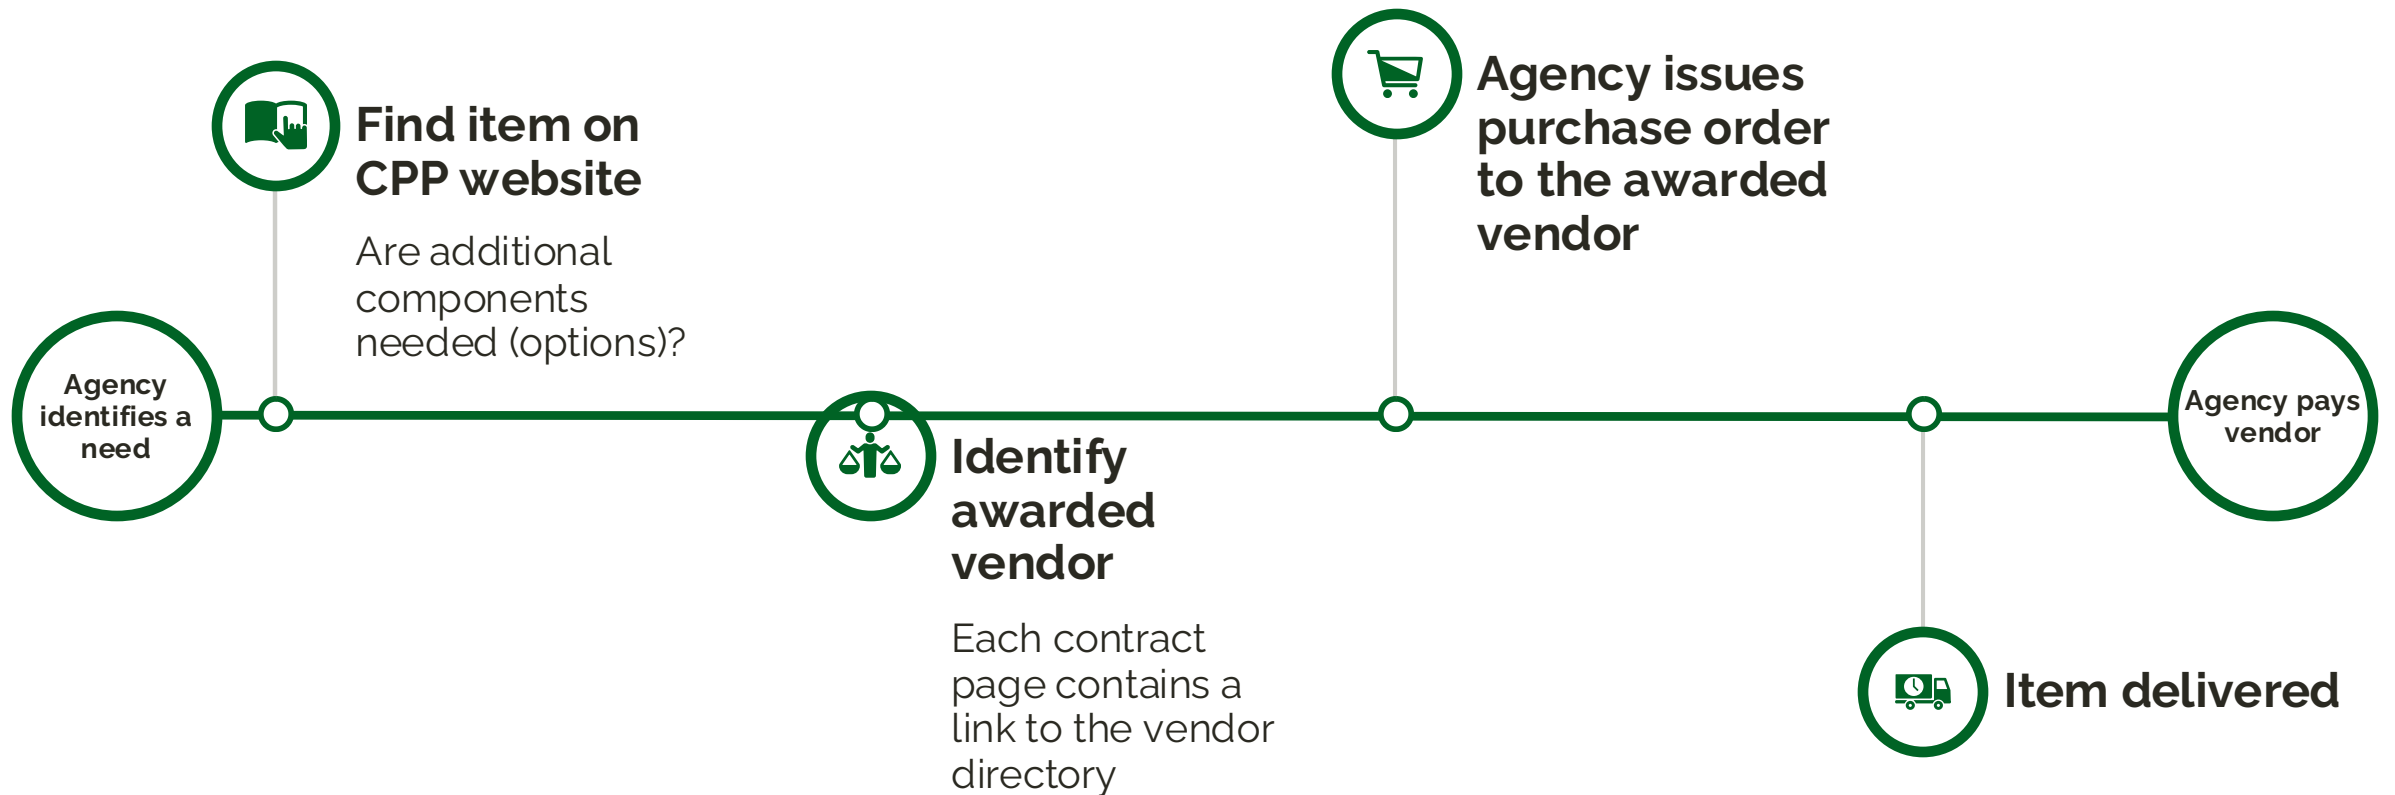 Agency
identifies a
need
Find item on
CPP website
Are additional
components
needed (options)?
Identify
awarded
vendor
Each contract
page contains a
link to the vendor
directory
Agency issues
purchase order
to the awarded
vendor
Item delivered
Agency pays
vendor